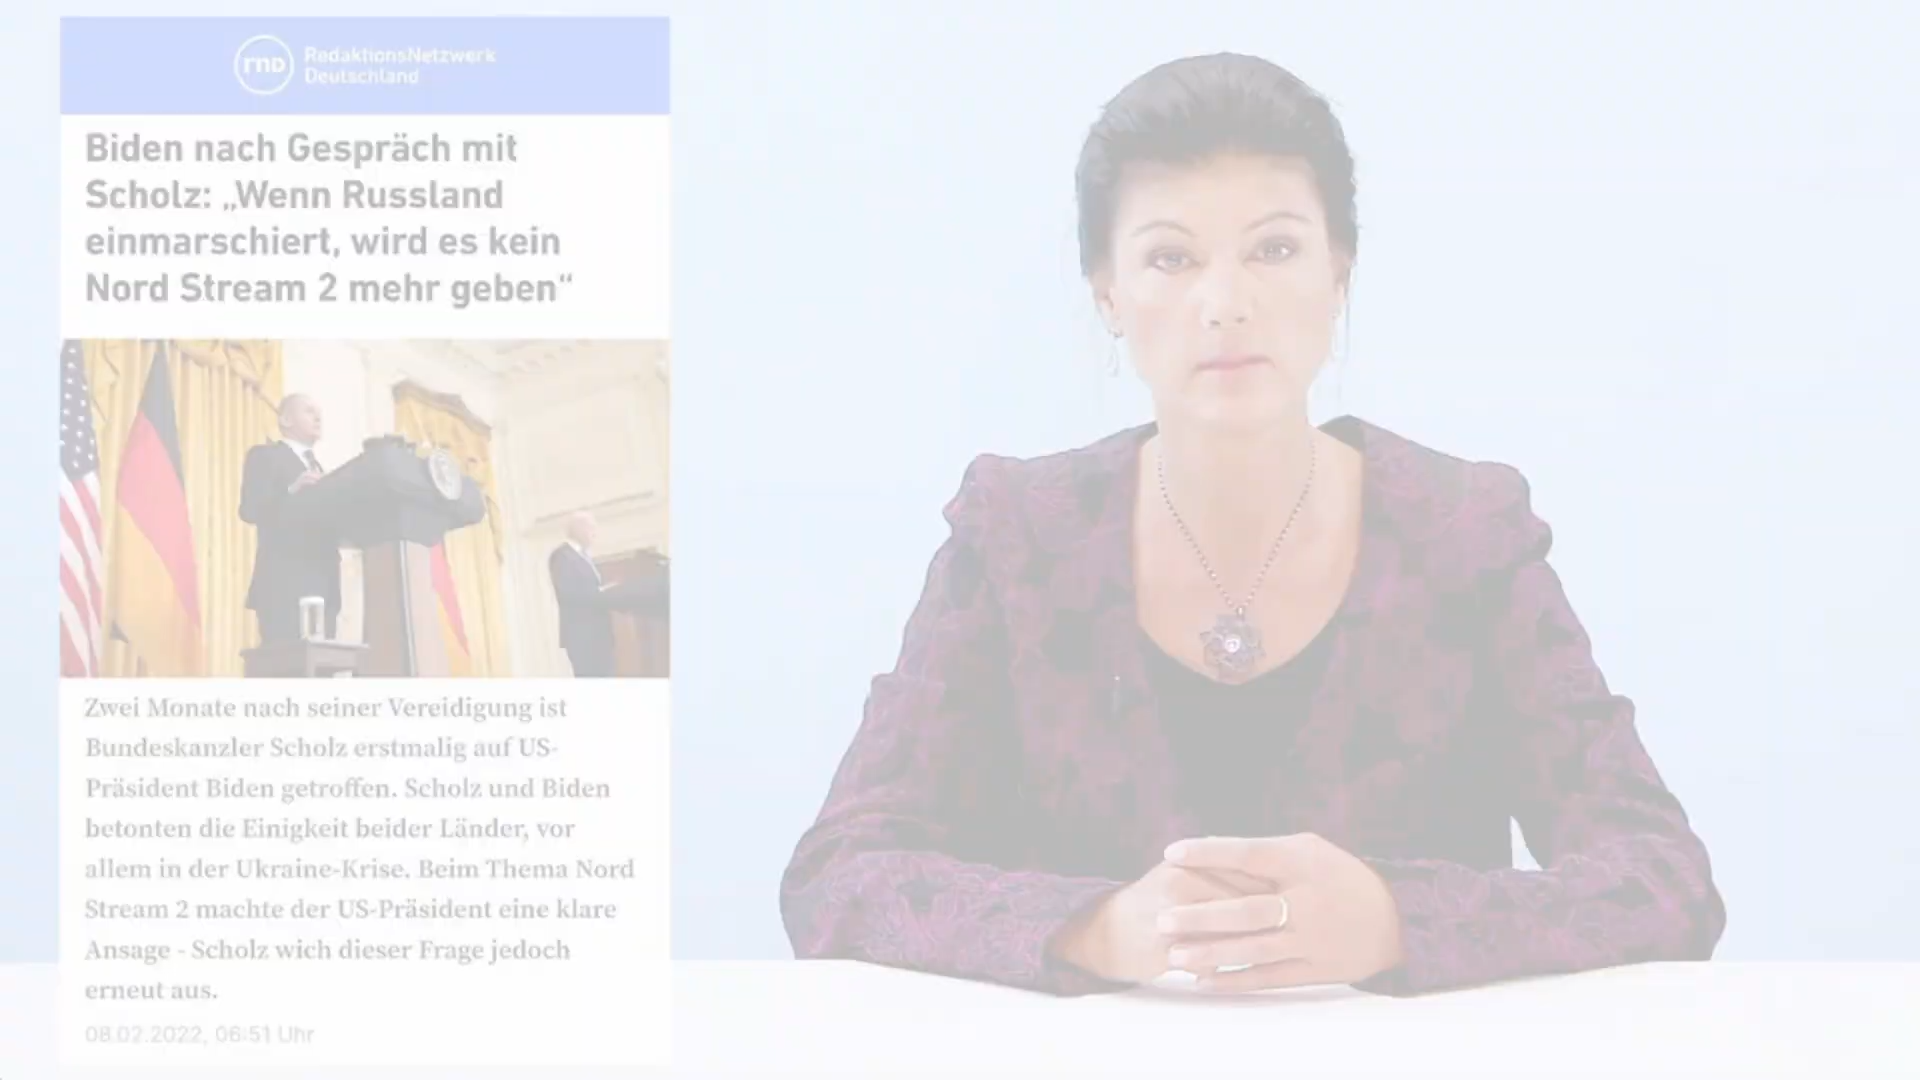 rnD RedaktionsNetzwerk
Deutschland
Biden nach Gespräch mit
Scholz: „Wenn Russland
einmarschiert, wird es kein
Nord Stream 2 mehr geben“
Zwei Monate nach seiner Vereidigung ist
Bundeskanzler Scholz erstmalig auf US-
Präsident Biden getroffen. Scholz und Biden
betonten die Einigkeit beider Länder, vor
allem in der Ukraine-Krise. Beim Thema Nord
Stream 2 machte der US-Präsident eine klare
Ansage - Scholz wich dieser Frage jedoch
erneut aus.
08.02.2022, 06:51 Uhr